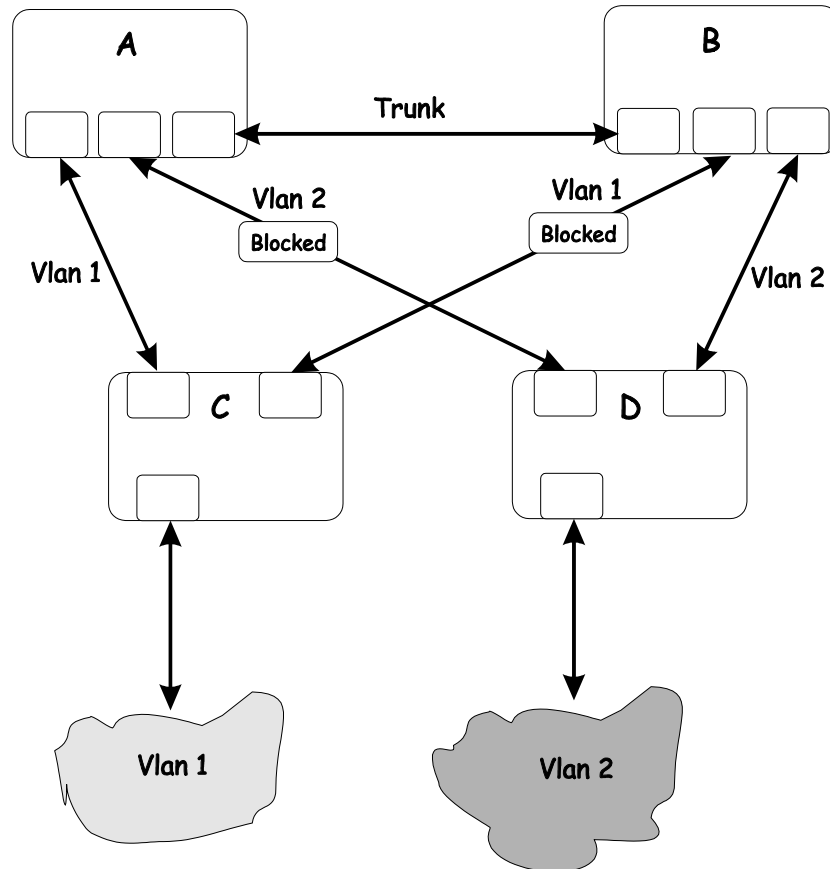 A
B
Trunk
Vlan 2
Vlan 1
Blocked
Blocked
Vlan 1
Vlan 2
C
D
Vlan 1
Vlan 2